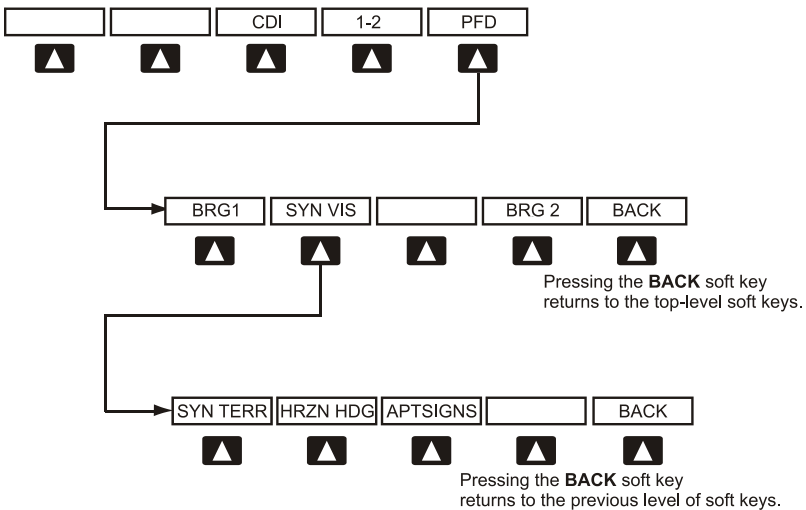 CDI 1-2 PFD
BRG1 SYN VIS BRG 2 BACK
Pressing the BACK soft key
returns to the top-level soft keys.
SYN TERR HRZN HDG APTSIGNS BACK
Pressing the BACK soft key
returns to the previous level of soft keys.